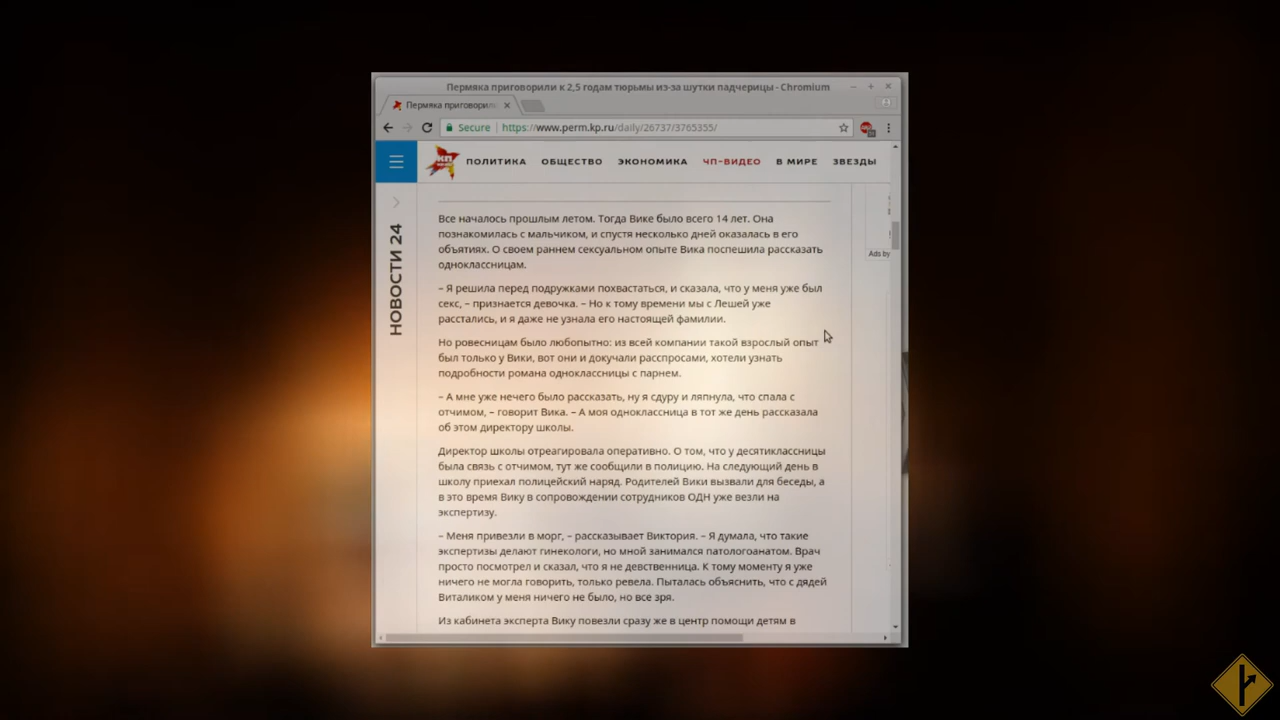 Пермяка приговорили к 2,5 годам тюрьмы из-за шутки падчерицы - Chromium
Пермяка приговорил
Secure https://www.perm.kp.ru/daily/26737/3765355/
КП
ПОЛИТИКА ОБЩЕСТВО ЭКОНОМИКА ЧП-ВИДЕО В МИРЕ ЗВЕЗДЫ
НОВОСТИ 24
Все началось прошлым летом. Тогда Вике было всего 14 лет. Она
познакомилась с мальчиком, и спустя несколько дней оказалась в его
объятиях. О своем раннем сексуальном опыте Вика поспешила рассказать
одноклассницам.
– Я решила перед подружками похвастаться, и сказала, что у меня уже был
секс, – признается девочка. – Но к тому времени мы с Лешей уже
расстались, и я даже не узнала его настоящей фамилии.
Но ровесницам было любопытно: из всей компании такой взрослый опыт
был только у Вики, вот они и докучали расспросами, хотели узнать
подробности романа одноклассницы с парнем.
– А мне уже нечего было рассказать, ну я сдуру и ляпнула, что спала с
отчимом, – говорит Вика. – А моя одноклассница в тот же день рассказала
об этом директору школы.
Директор школы отреагировала оперативно. О том, что у десятиклассницы
была связь с отчимом, тут же сообщили в полицию. На следующий день в
школу приехал полицейский наряд. Родителей Вики вызвали для беседы, а
в это время Вику в сопровождении сотрудников ОДН уже везли на
экспертизу.
– Меня привезли в морг, – рассказывает Виктория. – Я думала, что такие
экспертизы делают гинекологи, но мной занимался патологоанатом. Врач
просто посмотрел и сказал, что я не девственница. К тому моменту я уже
ничего не могла говорить, только ревела. Пыталась объяснить, что с дядей
Виталиком у меня ничего не было, но все зря.
Из кабинета эксперта Вику повезли сразу же в центр помощи детям в
Ads by